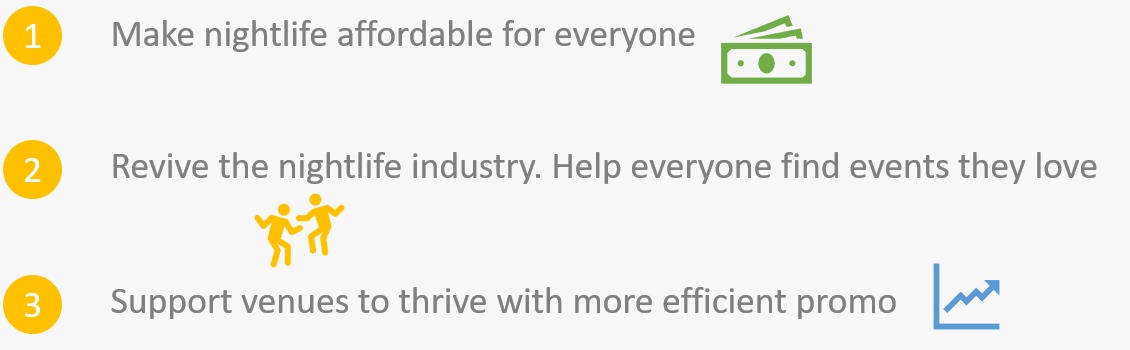 1 Make nightlife affordable for everyone
2 Revive the nightlife industry. Help everyone find events they love
3 Support venues to thrive with more efficient promo